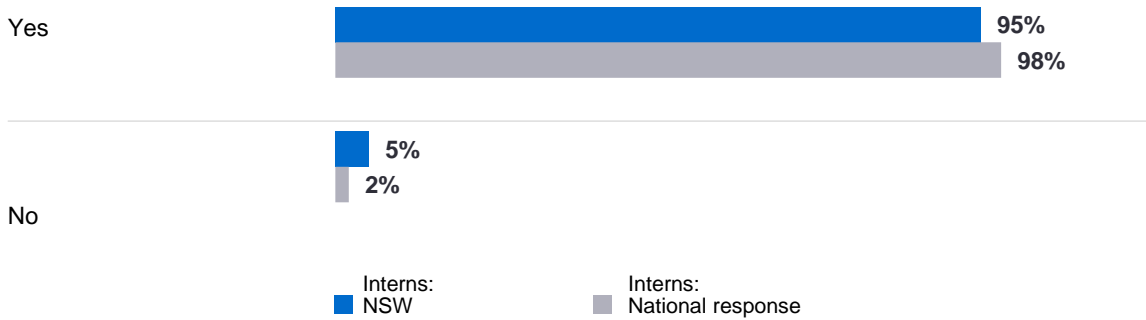 Yes
95%
98%
5%
2%
No
Interns:
NSW
Interns:
National response